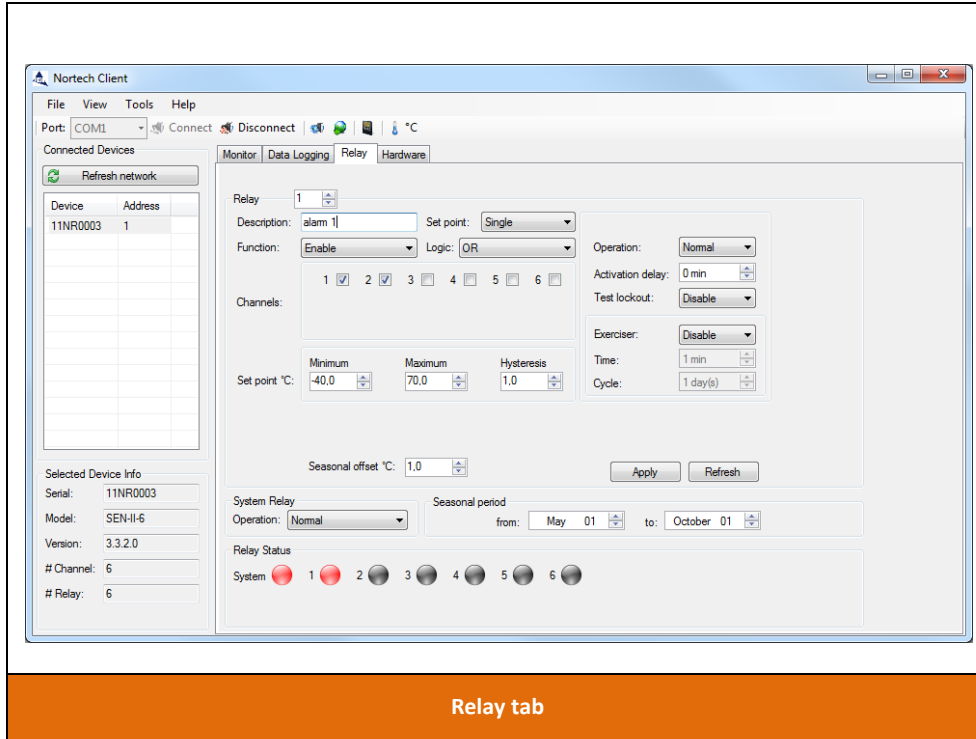 Nortech Client
File View Tools Help
Port: COM1 Connect Disconnect °C
Connected Devices
Refresh network
Device Address
11NR0003 1
Monitor Data Logging Relay Hardware
Relay 1
Description: alarm 1 Set point: Single
Function: Enable Logic: OR
Channels: 1 2 3 4 5 6
Operation: Normal
Activation delay: 0 min
Test lockout: Disable
Exerciser: Disable
Time: 1 min
Cycle: 1 day(s)
Minimum Maximum Hysteresis
Set point °C: -40,0 70,0 1,0
Seasonal offset °C: 1,0
Apply Refresh
Selected Device Info
Serial: 11NR0003
Model: SEN-II-6
Version: 3.3.2.0
# Channel: 6
# Relay: 6
System Relay
Operation: Normal
Seasonal period
from: May 01 to: October 01
Relay Status
System 1 2 3 4 5 6
Relay tab